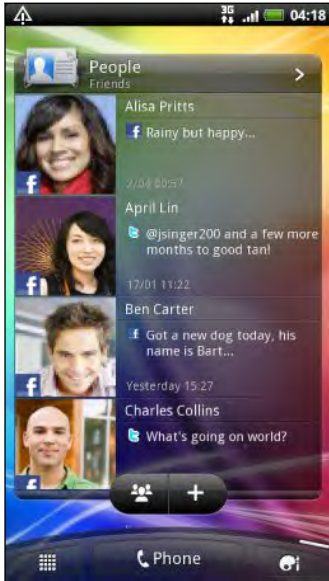 3G 04:18
People
Friends
Alisa Pritts
Rainy but happy...
2/04 00:57
April Lin
@jsinger200 and a few more
months to good tan!
17/01 11:22
Ben Carter
Got a new dog today, his
name is Bart...
Yesterday 15:27
Charles Collins
What's going on world?
Phone